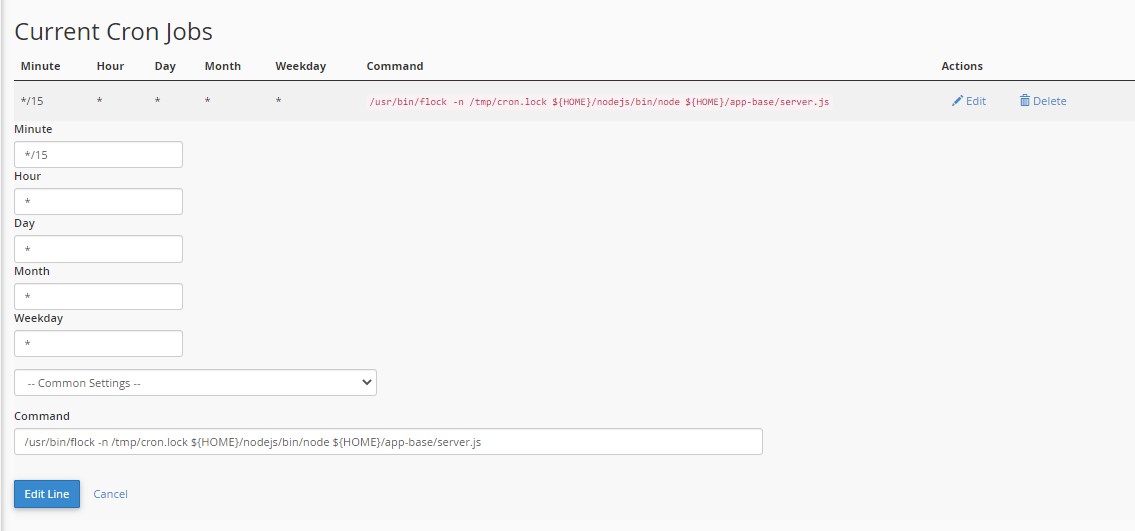 Current Cron Jobs
Minute Hour Day Month Weekday Command Actions
*/15 * * * * /usr/bin/flock -n /tmp/cron.lock ${HOME}/nodejs/bin/node ${HOME}/app-base/server.js Edit Delete
Minute
*/15
Hour
*
Day
*
Month
*
Weekday
*
-- Common Settings --
Command
/usr/bin/flock -n /tmp/cron.lock ${HOME}/nodejs/bin/node ${HOME}/app-base/server.js
Edit Line Cancel